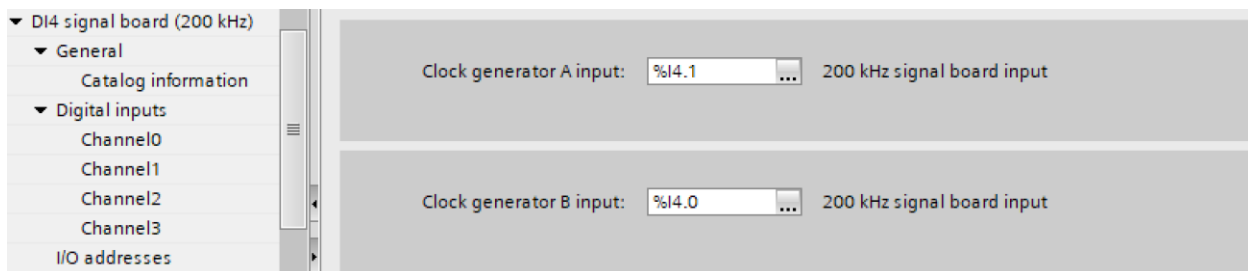 DI4 signal board (200 kHz)
General
Catalog information
Digital inputs
Channel0
Channel1
Channel2
Channel3
I/O addresses
Clock generator A input: %I4.1 ... 200 kHz signal board input
Clock generator B input: %I4.0 ... 200 kHz signal board input